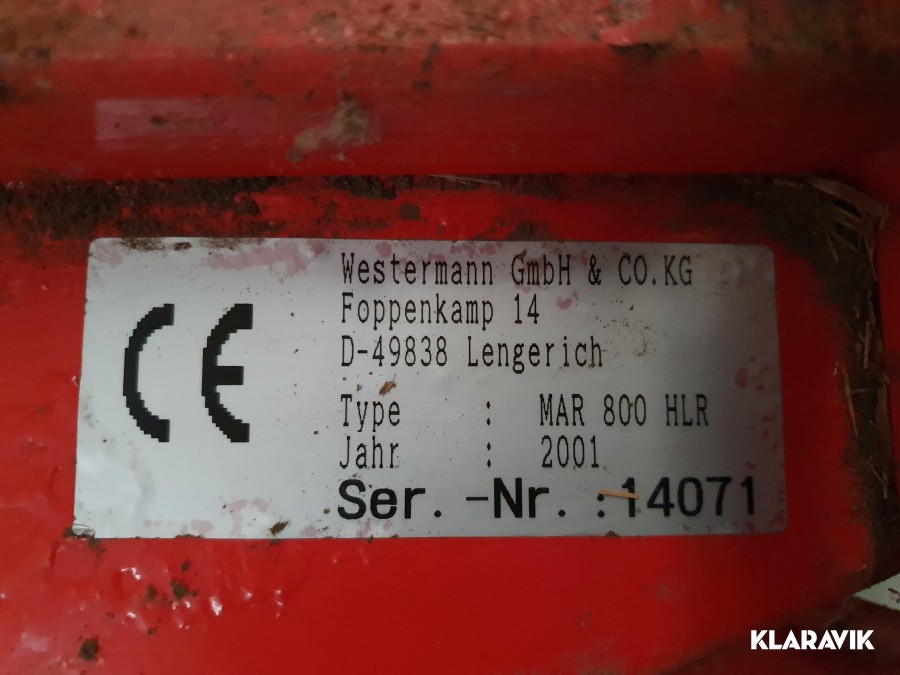 CE
Westermann GmbH & CO.KG
Foppenkamp 14
D-49838 Lengerich
Type : MAR 800 HLR
Jahr : 2001
Ser. -Nr. :14071
KLARAVIK